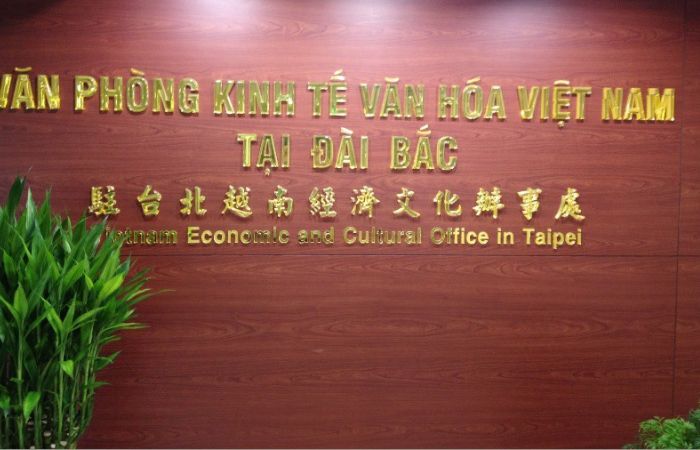 VĂN PHÒNG KINH TẾ VĂN HÓA VIỆT NAM
TẠI ĐÀI BẮC
駐台北越南經濟文化辦事處
Vietnam Economic and Cultural Office in Taipei